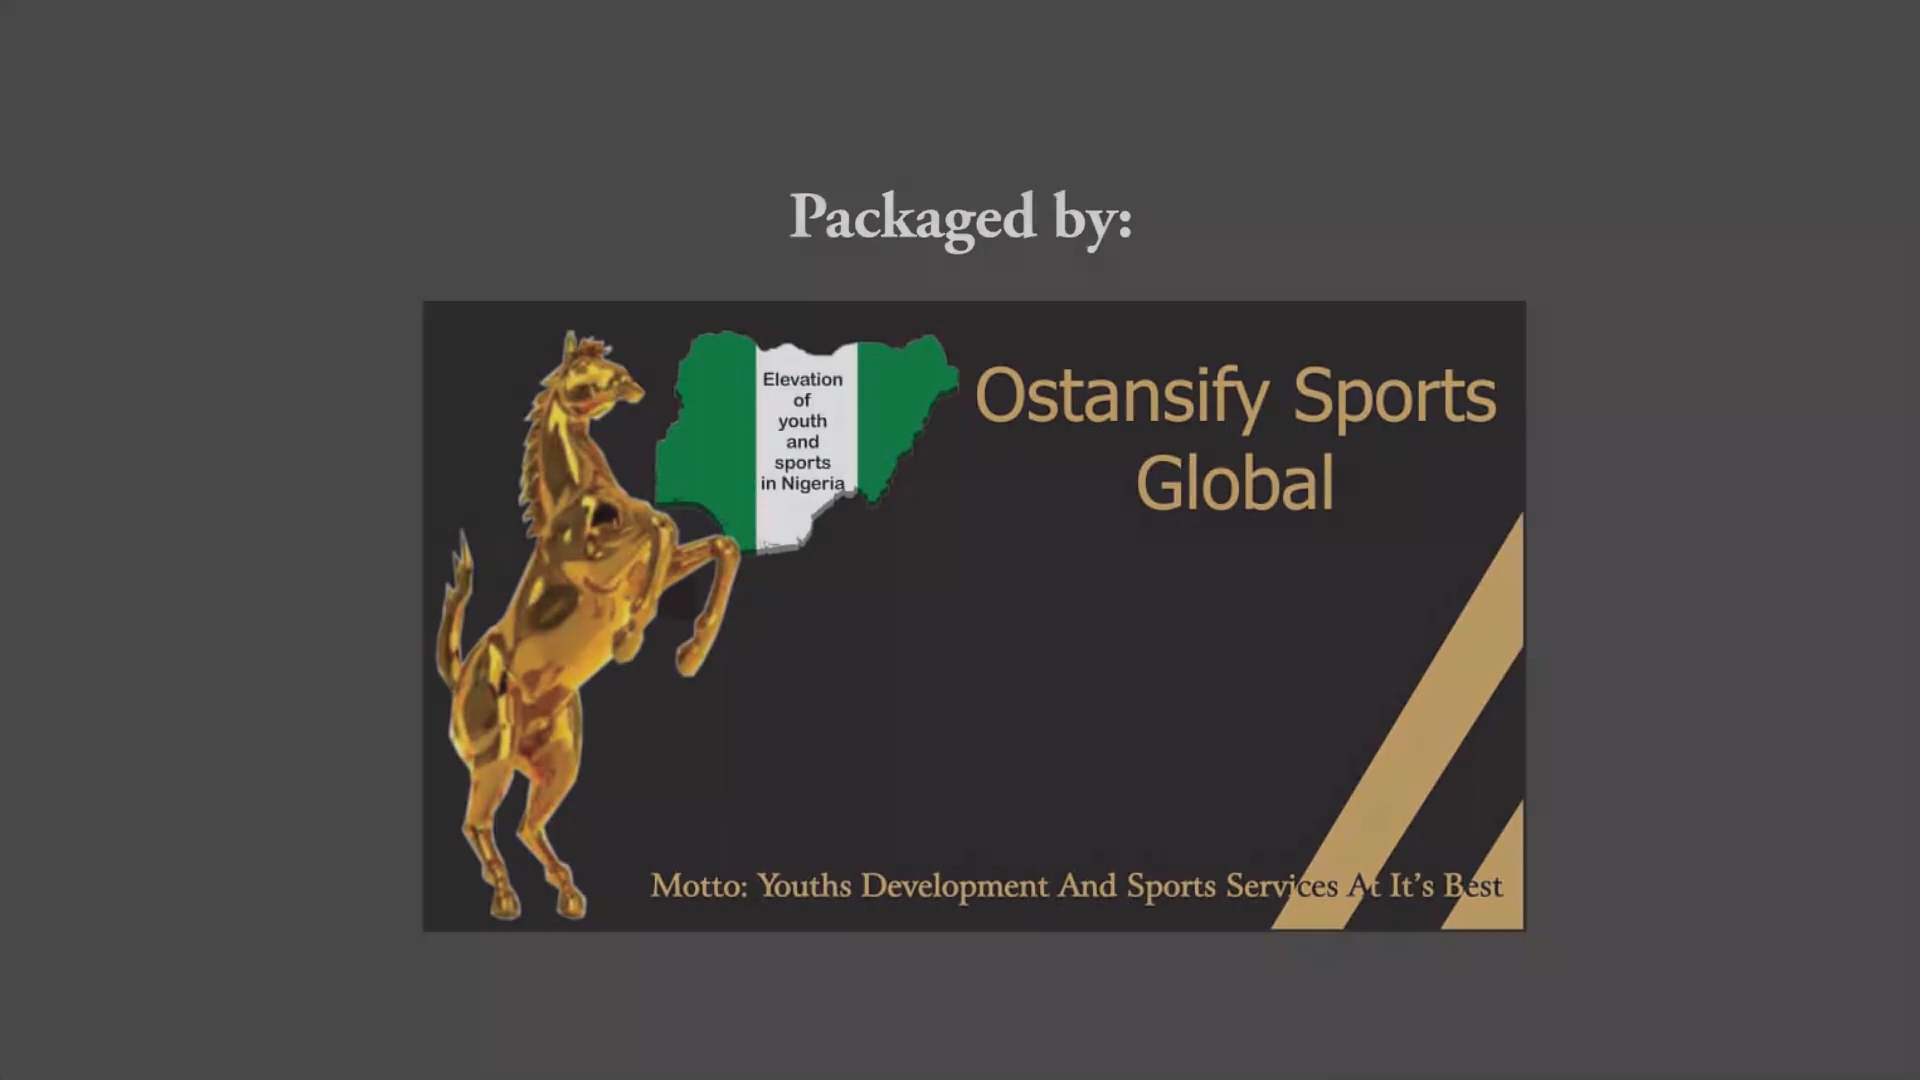 Packaged by:
Elevation
of
youth
and
sports
in Nigeria
Ostansify Sports
Global
Motto: Youths Development And Sports Services At It's Best